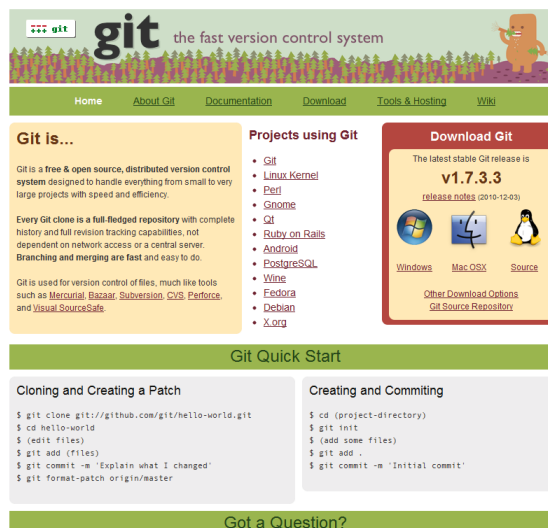 git
git the fast version control system
Home About Git Documentation Download Tools & Hosting Wiki
Git is...
Git is a free & open source, distributed version control
system designed to handle everything from small to very
large projects with speed and efficiency.
Every Git clone is a full-fledged repository with complete
history and full revision tracking capabilities, not
dependent on network access or a central server.
Branching and merging are fast and easy to do.
Git is used for version control of files, much like tools
such as Mercurial, Bazaar, Subversion, CVS, Perforce,
and Visual SourceSafe.
Projects using Git
Git
Linux Kernel
Perl
Gnome
Qt
Ruby on Rails
Android
PostgreSQL
Wine
Fedora
Debian
X.org
Download Git
The latest stable Git release is
v1.7.3.3
release notes (2010-12-03)
Windows Mac OSX Source
Other Download Options
Git Source Repository
Git Quick Start
Cloning and Creating a Patch
$ git clone git://github.com/git/hello-world.git
$ cd hello-world
$ (edit files)
$ git add (files)
$ git commit -m 'Explain what I changed'
$ git format-patch origin/master
Creating and Commiting
$ cd (project-directory)
$ git init
$ (add some files)
$ git add .
$ git commit -m 'Initial commit'
Got a Question?